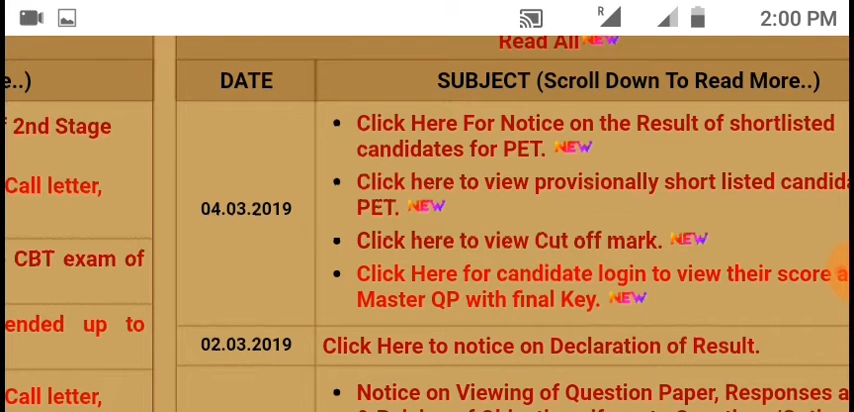 R
2:00 PM
Read All NEW
e..)
DATE
SUBJECT (Scroll Down To Read More..)
2nd Stage
Call letter,
CBT exam of
ended up to
Call letter,
04.03.2019
• Click Here For Notice on the Result of shortlisted
candidates for PET. NEW
• Click here to view provisionally short listed candida
PET. NEW
• Click here to view Cut off mark. NEW
• Click Here for candidate login to view their score a
Master QP with final Key. NEW
02.03.2019
Click Here to notice on Declaration of Result.
• Notice on Viewing of Question Paper, Responses a